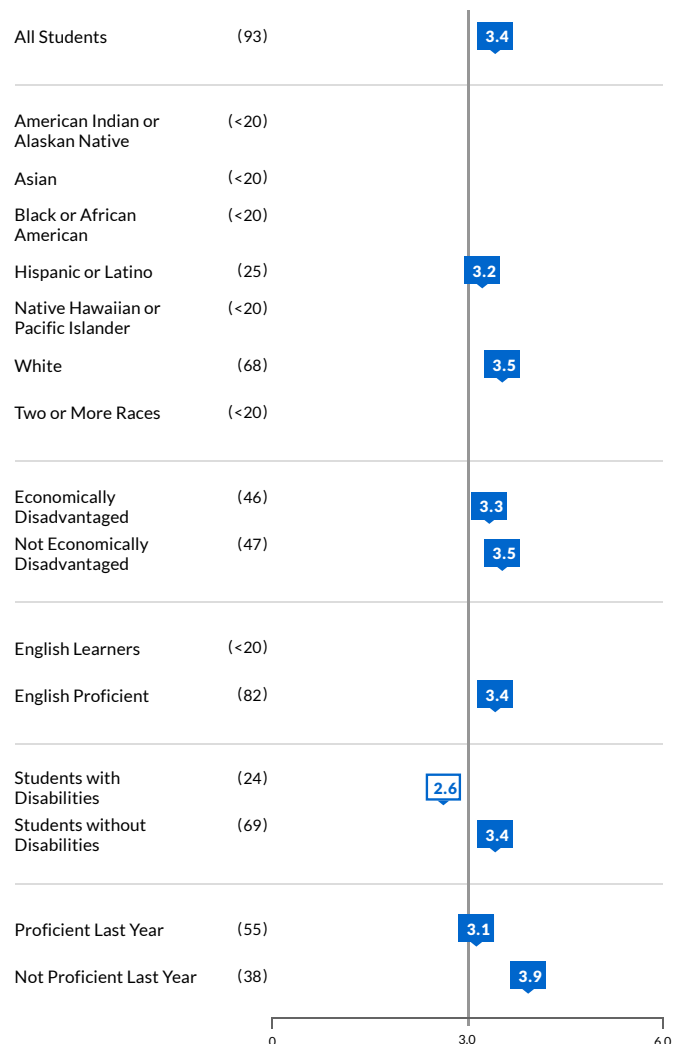 All Students (93) 3.4
American Indian or (<20)
Alaskan Native
Asian (<20)
Black or African (<20)
American
Hispanic or Latino (25) 3.2
Native Hawaiian or (<20)
Pacific Islander
White (68) 3.5
Two or More Races (<20)
Economically (46) 3.3
Disadvantaged
Not Economically (47) 3.5
Disadvantaged
English Learners (<20)
English Proficient (82) 3.4
Students with (24) 2.6
Disabilities
Students without (69) 3.4
Disabilities
Proficient Last Year (55) 3.1
Not Proficient Last Year (38) 3.9
0 3.0 6.0